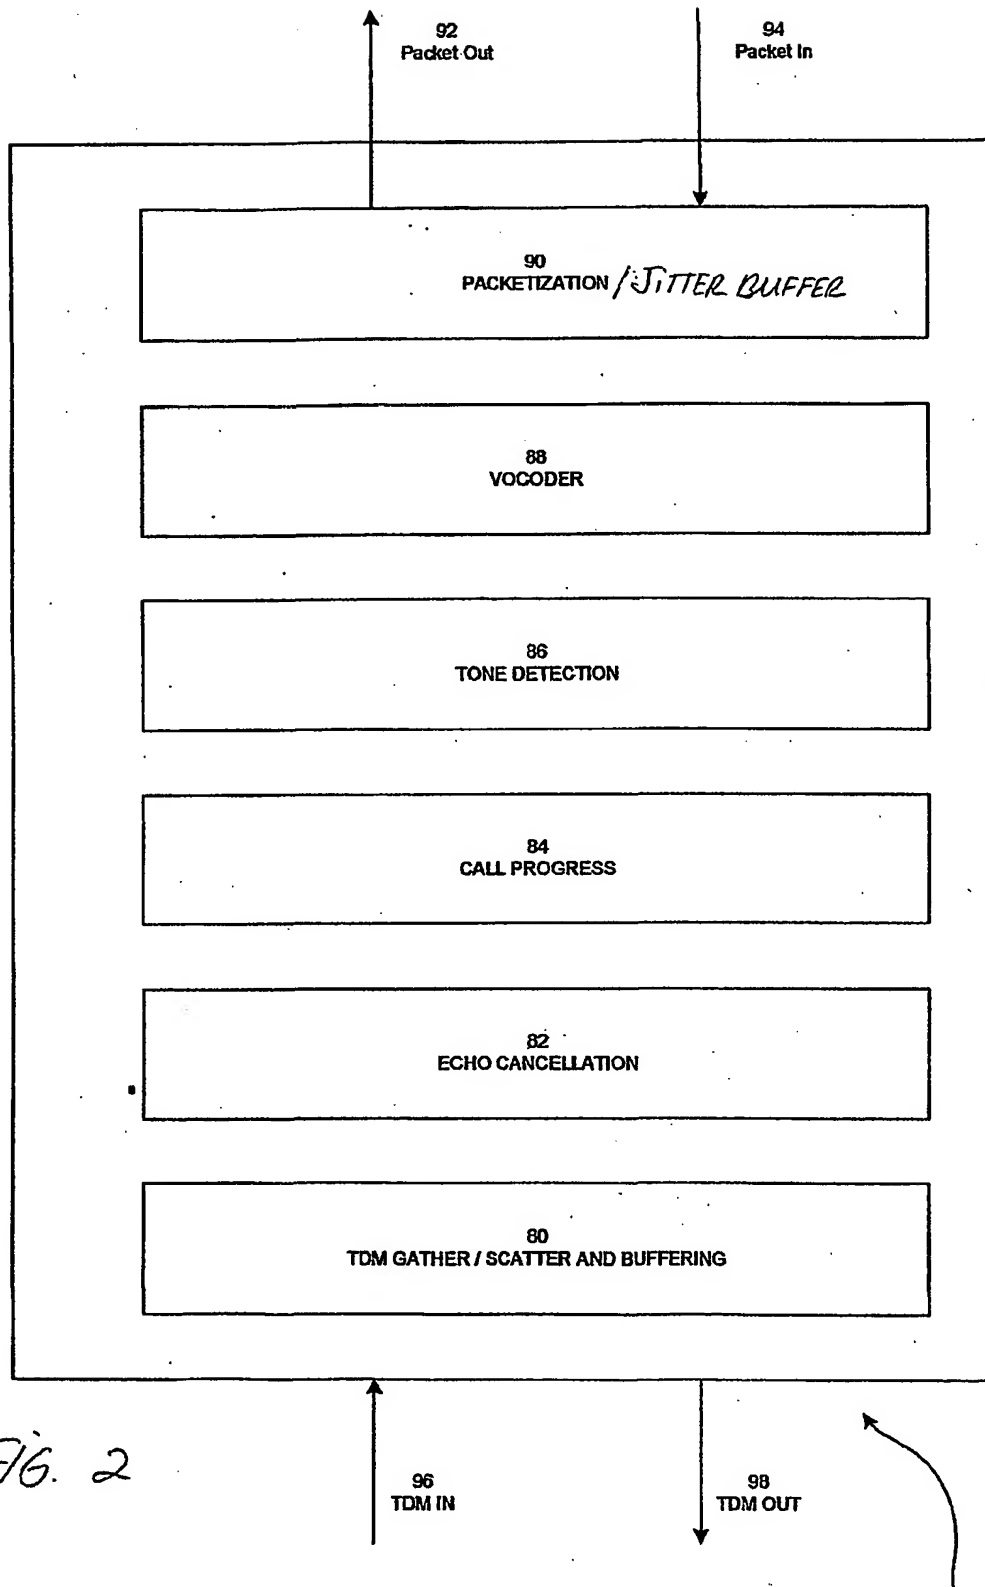 92
Packet Out
94
Packet In
90
PACKETIZATION / JITTER BUFFER
88
VOCODER
86
TONE DETECTION
84
CALL PROGRESS
82
ECHO CANCELLATION
80
TDM GATHER / SCATTER AND BUFFERING
FIG. 2
96
TDM IN
98
TDM OUT